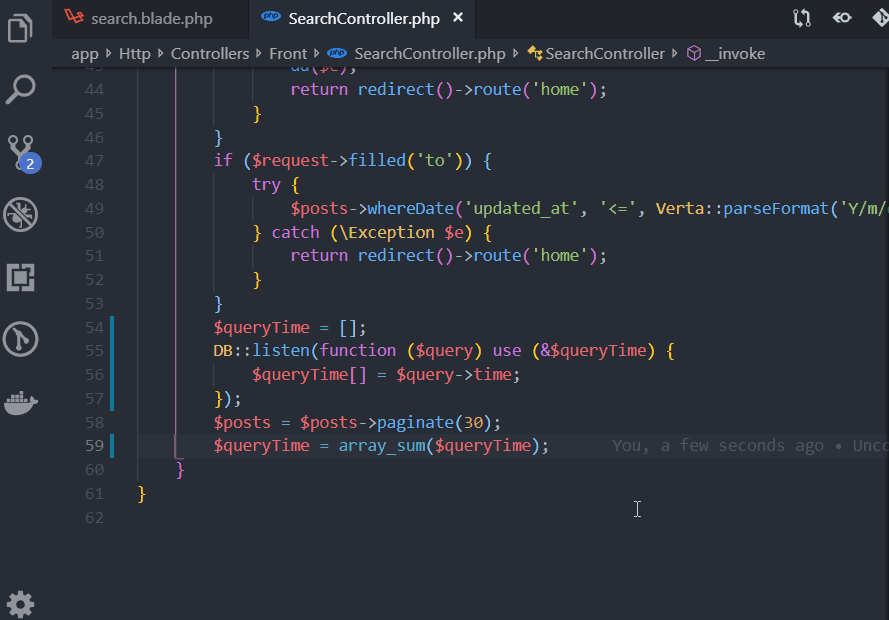 search.blade.php
SearchController.php ×
app › Http › Controllers › Front › php SearchController.php › SearchController › __invoke
43 dd($e);
44 return redirect()->route('home');
45 }
46 }
47 if ($request->filled('to')) {
48 try {
49 $posts->whereDate('updated_at', '<=', Verta::parseFormat('Y/m/
50 } catch (\Exception $e) {
51 return redirect()->route('home');
52 }
53 }
54 $queryTime = [];
55 DB::listen(function ($query) use (&$queryTime) {
56 $queryTime[] = $query->time;
57 });
58 $posts = $posts->paginate(30);
59 $queryTime = array_sum($queryTime); You, a few seconds ago • Unco
60 }
61 }
62
2